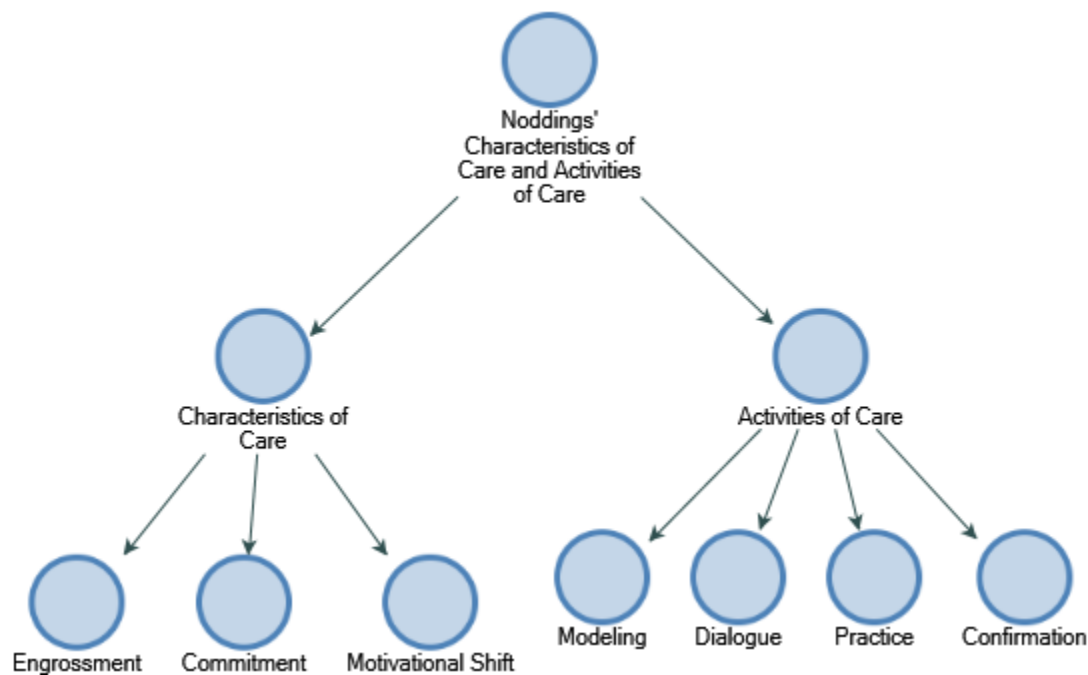 Noddings'
Characteristics of
Care and Activities
of Care
Characteristics of
Care
Activities of Care
Engrossment
Commitment
Motivational Shift
Modeling
Dialogue
Practice
Confirmation